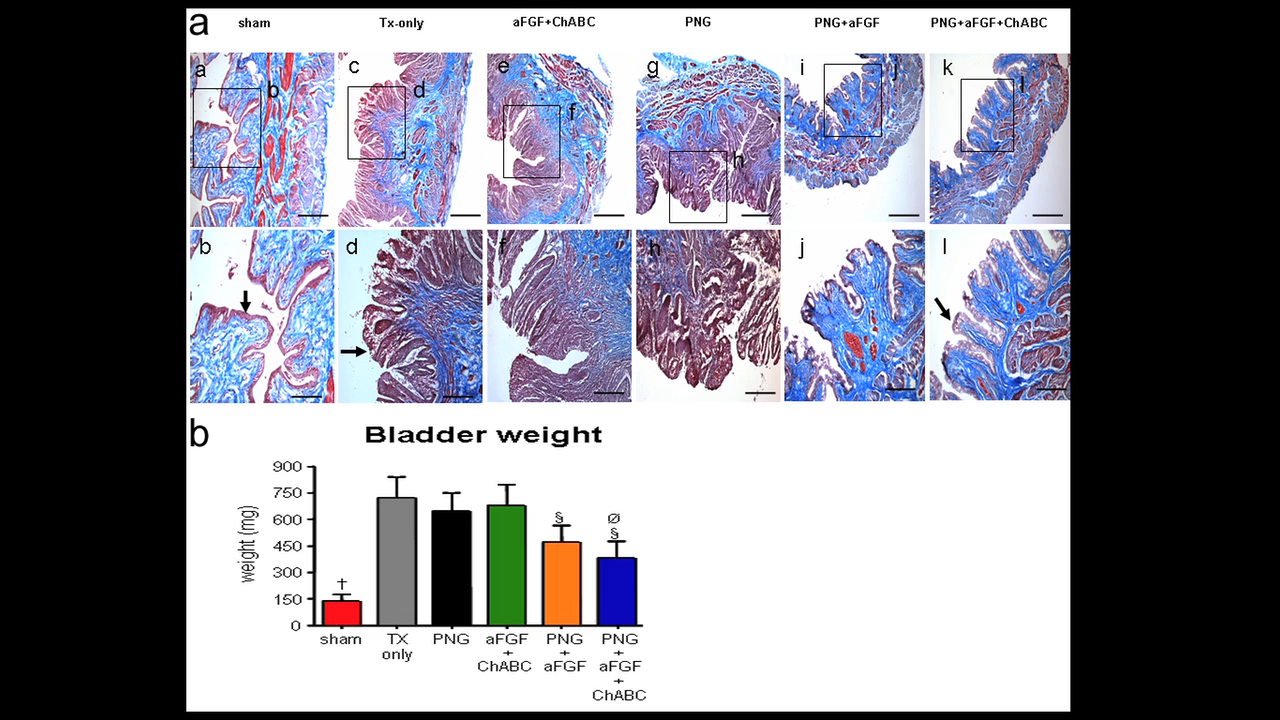 a
sham Tx-only aFGF+ChABC PNG PNG+aFGF PNG+aFGF+ChABC
a b c d e f g h i j k l
b d f h j l
b
Bladder weight
weight (mg)
900
750
600
450
300
150
0
† § Ø
§
sham TX only PNG aFGF + ChABC PNG + aFGF PNG + aFGF + ChABC